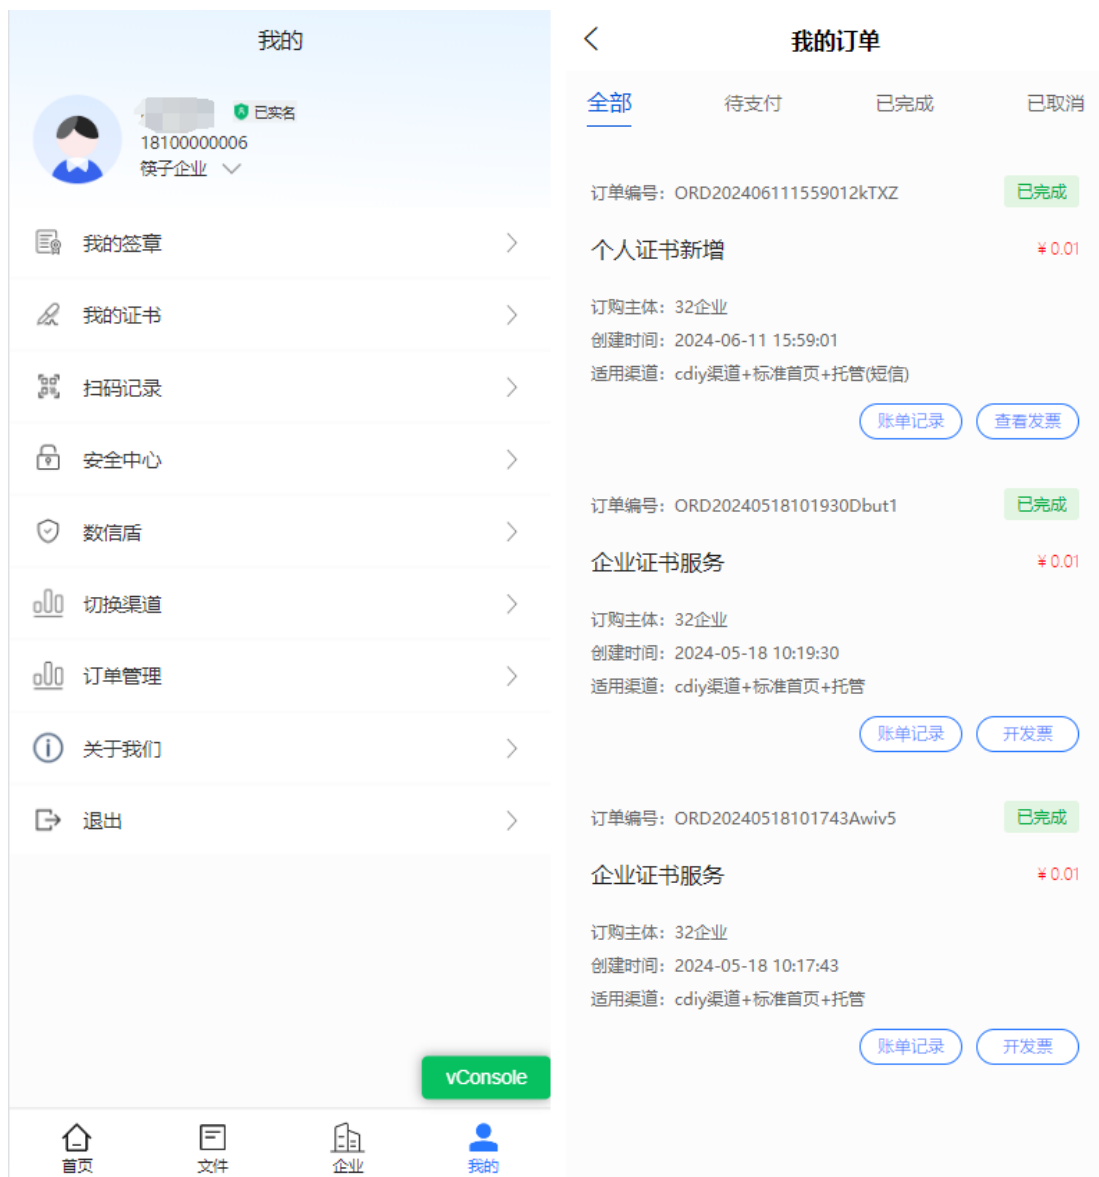 我的
已实名
18100000006
筷子企业
我的签章
我的证书
扫码记录
安全中心
数信盾
切换渠道
订单管理
关于我们
退出
vConsole
首页
文件
企业
我的
我的订单
全部
待支付
已完成
已取消
订单编号：ORD202406111559012kTXZ
已完成
个人证书新增
¥ 0.01
订购主体：32企业
创建时间：2024-06-11 15:59:01
适用渠道：cdiy渠道+标准首页+托管(短信)
账单记录
查看发票
订单编号：ORD20240518101930Dbut1
已完成
企业证书服务
¥ 0.01
订购主体：32企业
创建时间：2024-05-18 10:19:30
适用渠道：cdiy渠道+标准首页+托管
账单记录
开发票
订单编号：ORD20240518101743Awiv5
已完成
企业证书服务
¥ 0.01
订购主体：32企业
创建时间：2024-05-18 10:17:43
适用渠道：cdiy渠道+标准首页+托管
账单记录
开发票